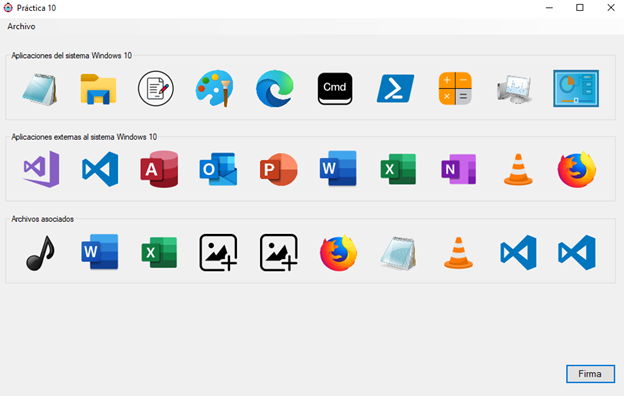 Práctica 10
Archivo
Aplicaciones del sistema Windows 10
Cmd
Aplicaciones externas al sistema Windows 10
A O P W X N
Archivos asociados
W X
Firma